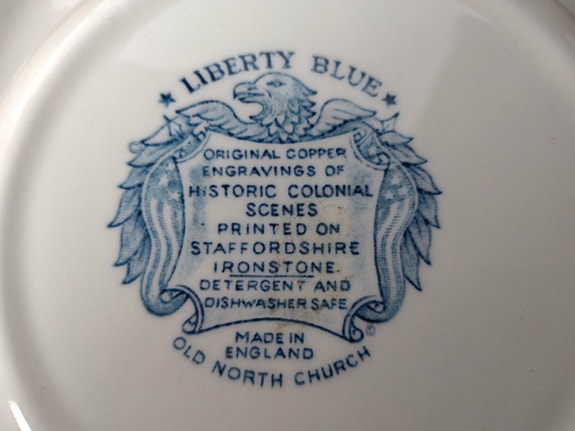 ★ LIBERTY BLUE ★
ORIGINAL COPPER
ENGRAVINGS OF
HISTORIC COLONIAL
SCENES
PRINTED ON
STAFFORDSHIRE
IRONSTONE
DETERGENT AND
DISHWASHER SAFE
MADE IN
ENGLAND
OLD NORTH CHURCH ®